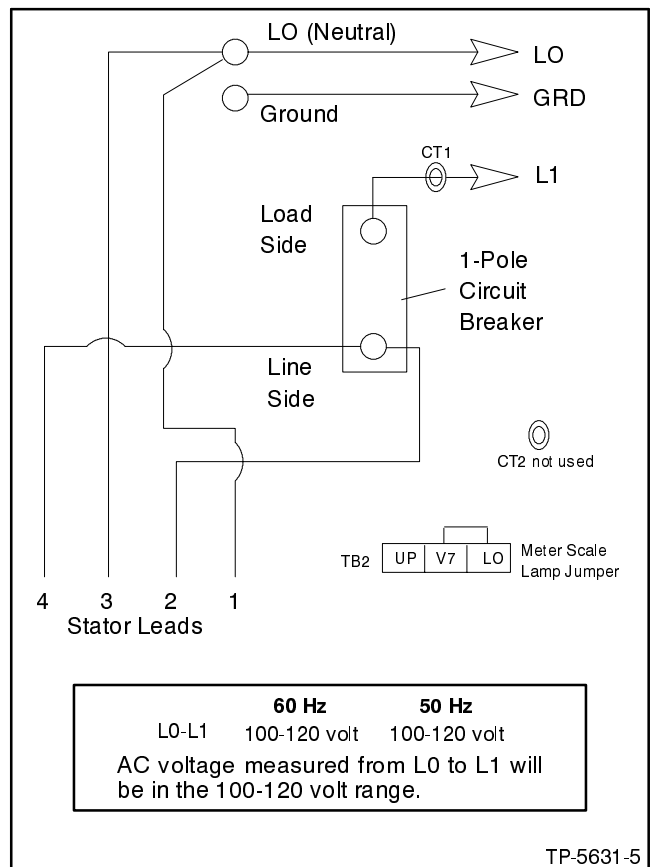 LO (Neutral)
LO
GRD
Ground
CT1
L1
Load
Side
1-Pole
Circuit
Breaker
Line
Side
CT2 not used
TB2 UP V7 LO
Meter Scale
Lamp Jumper
4 3 2 1
Stator Leads
60 Hz 50 Hz
L0-L1 100-120 volt 100-120 volt
AC voltage measured from L0 to L1 will
be in the 100-120 volt range.
TP-5631-5